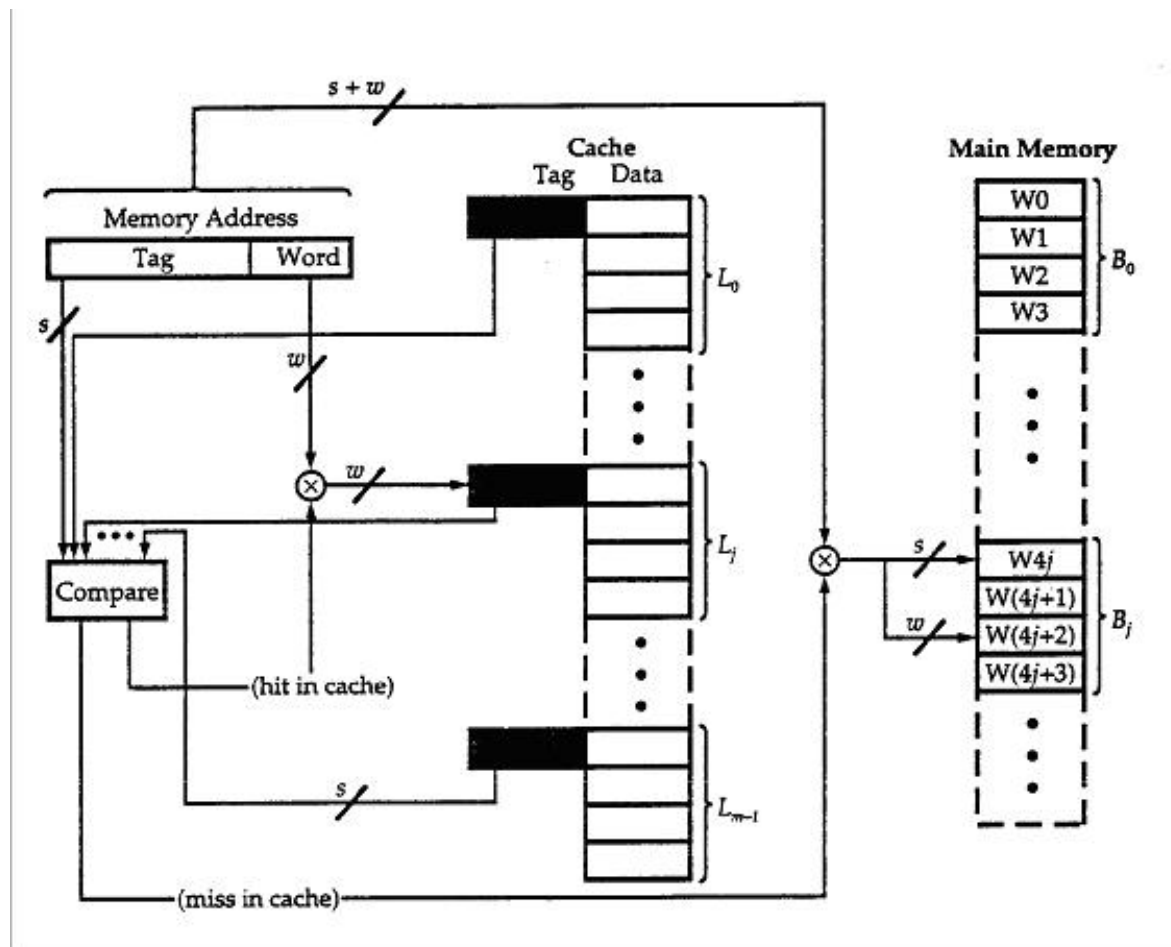 s + w
Cache
Tag Data
Main Memory
Memory Address
Tag Word
W0
W1
W2
W3
B0
L0
s
w
w
Lj
Compare
s
W4j
W(4j+1)
w
W(4j+2)
W(4j+3)
Bj
(hit in cache)
s
Lm−1
(miss in cache)